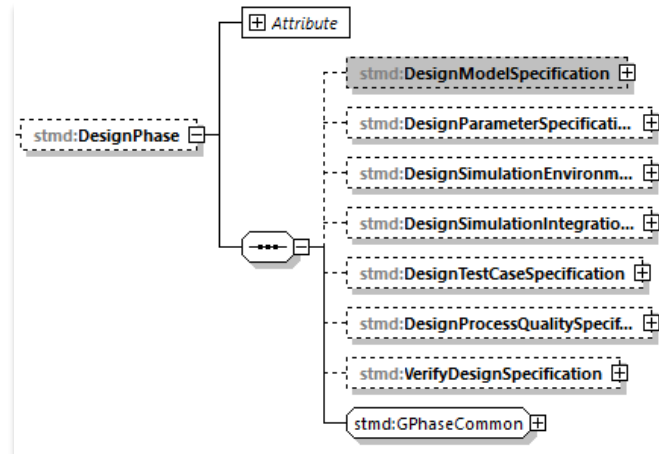 Attribute
stmd:DesignModelSpecification
stmd:DesignPhase
stmd:DesignParameterSpecificati...
stmd:DesignSimulationEnvironm...
stmd:DesignSimulationIntegratio...
stmd:DesignTestCaseSpecification
stmd:DesignProcessQualitySpecif...
stmd:VerifyDesignSpecification
stmd:GPhaseCommon